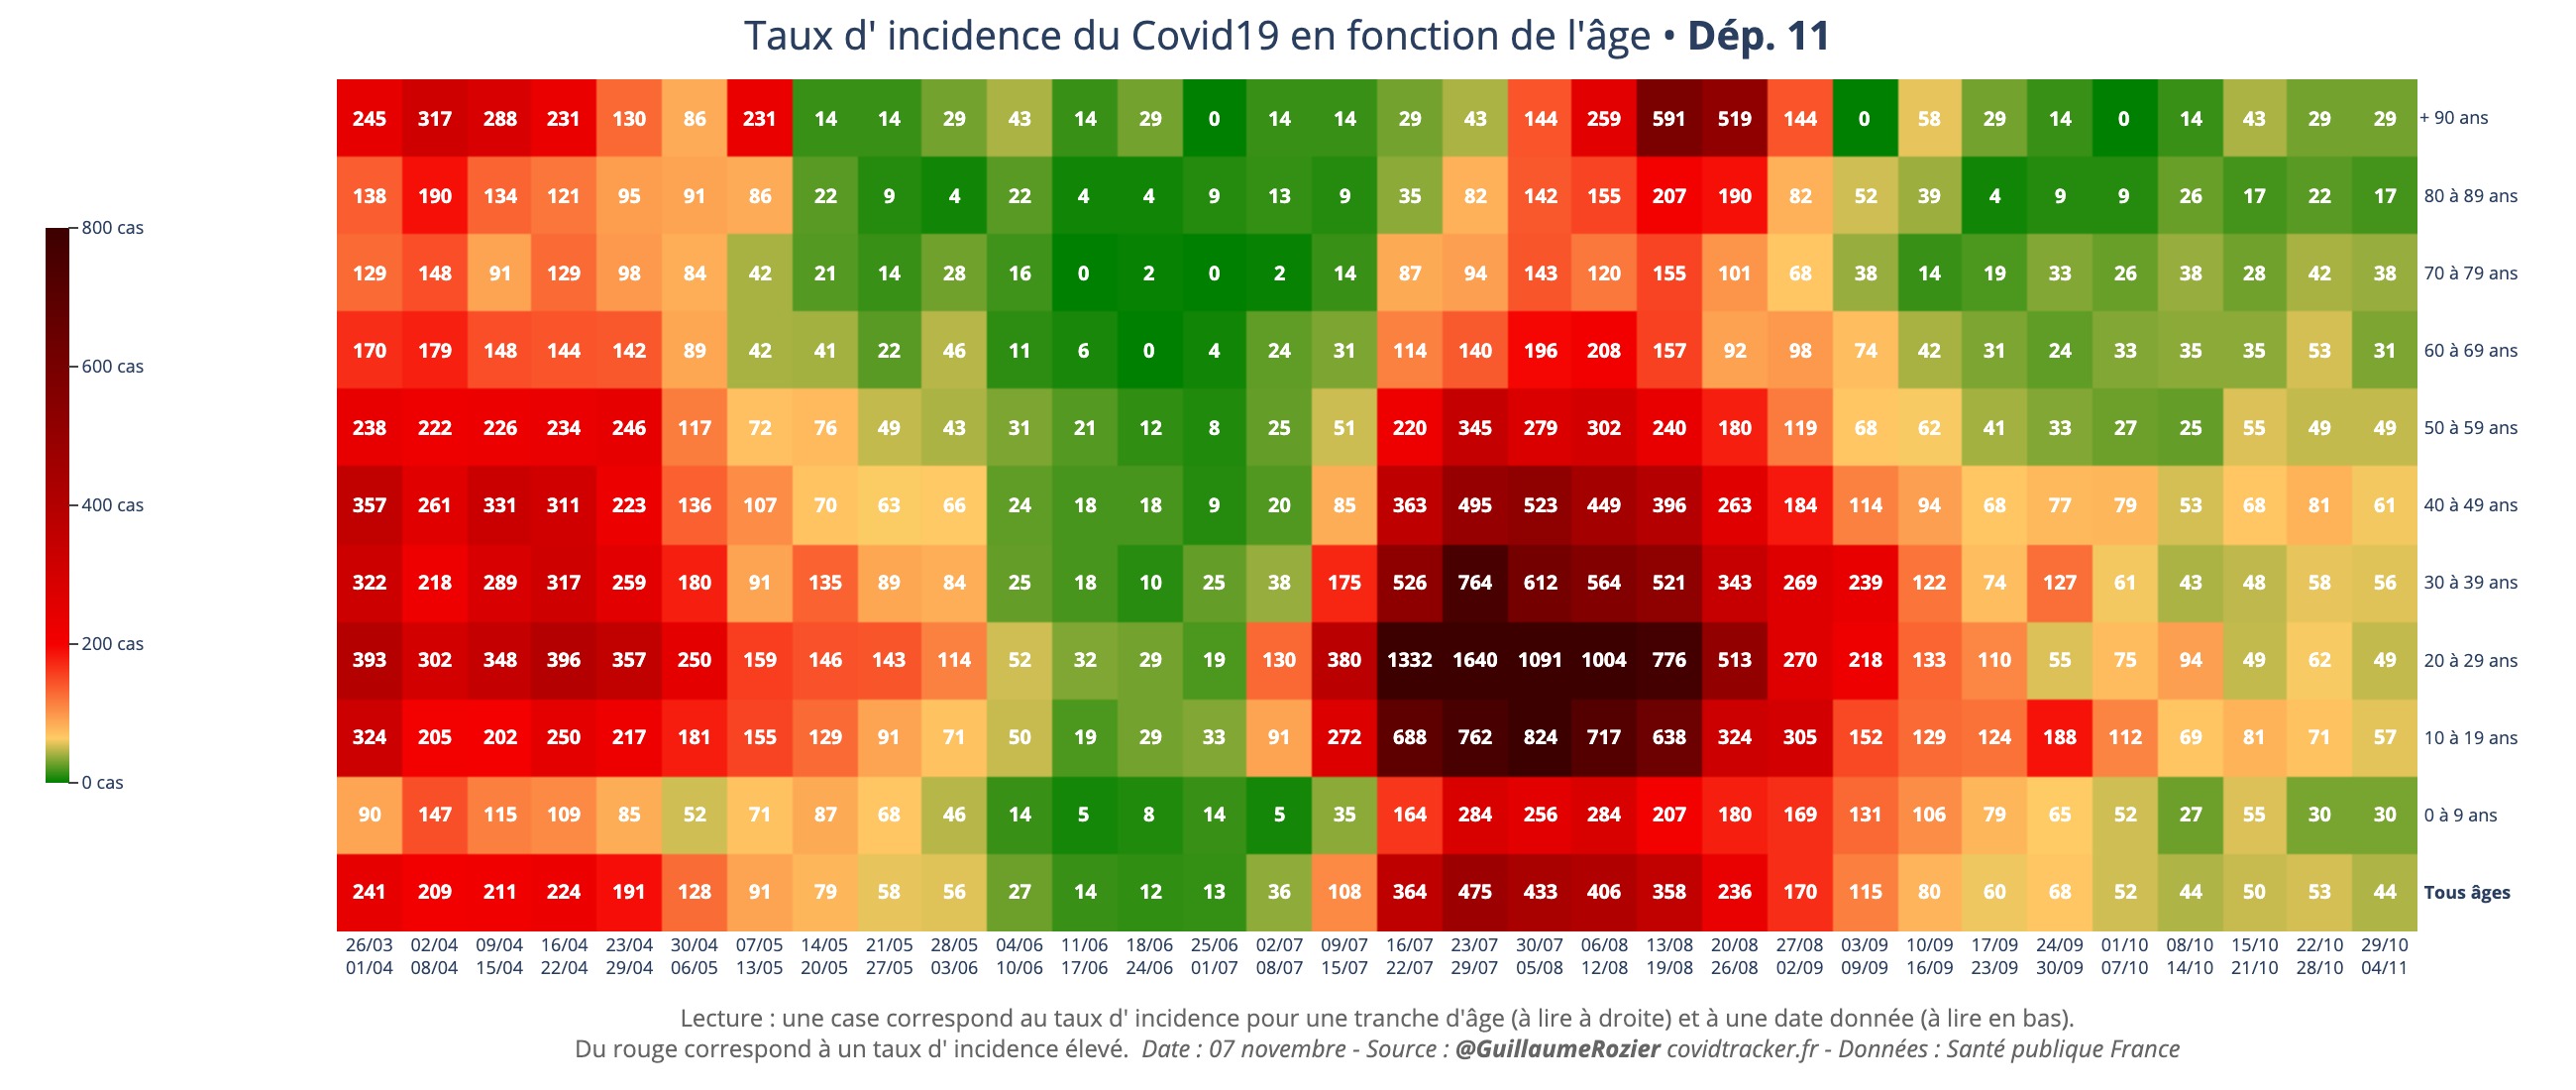 Taux d' incidence du Covid19 en fonction de l'âge • Dép. 11
245 317 288 231 130 86 231 14 14 29 43 14 29 0 14 14 29 43 144 259 591 519 144 0 58 29 14 0 14 43 29 29 + 90 ans
138 190 134 121 95 91 86 22 9 4 22 4 4 9 13 9 35 82 142 155 207 190 82 52 39 4 9 9 26 17 22 17 80 à 89 ans
800 cas
129 148 91 129 98 84 42 21 14 28 16 0 2 0 2 14 87 94 143 120 155 101 68 38 14 19 33 26 38 28 42 38 70 à 79 ans
170 179 148 144 142 89 42 41 22 46 11 6 0 4 24 31 114 140 196 208 157 92 98 74 42 31 24 33 35 35 53 31 60 à 69 ans
600 cas
238 222 226 234 246 117 72 76 49 43 31 21 12 8 25 51 220 345 279 302 240 180 119 68 62 41 33 27 25 55 49 49 50 à 59 ans
400 cas
357 261 331 311 223 136 107 70 63 66 24 18 18 9 20 85 363 495 523 449 396 263 184 114 94 68 77 79 53 68 81 61 40 à 49 ans
322 218 289 317 259 180 91 135 89 84 25 18 10 25 38 175 526 764 612 564 521 343 269 239 122 74 127 61 43 48 58 56 30 à 39 ans
200 cas
393 302 348 396 357 250 159 146 143 114 52 32 29 19 130 380 1332 1640 1091 1004 776 513 270 218 133 110 55 75 94 49 62 49 20 à 29 ans
324 205 202 250 217 181 155 129 91 71 50 19 29 33 91 272 688 762 824 717 638 324 305 152 129 124 188 112 69 81 71 57 10 à 19 ans
0 cas
90 147 115 109 85 52 71 87 68 46 14 5 8 14 5 35 164 284 256 284 207 180 169 131 106 79 65 52 27 55 30 30 0 à 9 ans
241 209 211 224 191 128 91 79 58 56 27 14 12 13 36 108 364 475 433 406 358 236 170 115 80 60 68 52 44 50 53 44 Tous âges
26/03 02/04 09/04 16/04 23/04 30/04 07/05 14/05 21/05 28/05 04/06 11/06 18/06 25/06 02/07 09/07 16/07 23/07 30/07 06/08 13/08 20/08 27/08 03/09 10/09 17/09 24/09 01/10 08/10 15/10 22/10 29/10
01/04 08/04 15/04 22/04 29/04 06/05 13/05 20/05 27/05 03/06 10/06 17/06 24/06 01/07 08/07 15/07 22/07 29/07 05/08 12/08 19/08 26/08 02/09 09/09 16/09 23/09 30/09 07/10 14/10 21/10 28/10 04/11
Lecture : une case correspond au taux d' incidence pour une tranche d'âge (à lire à droite) et à une date donnée (à lire en bas).
Du rouge correspond à un taux d' incidence élevé. Date : 07 novembre - Source : @GuillaumeRozier covidtracker.fr - Données : Santé publique France